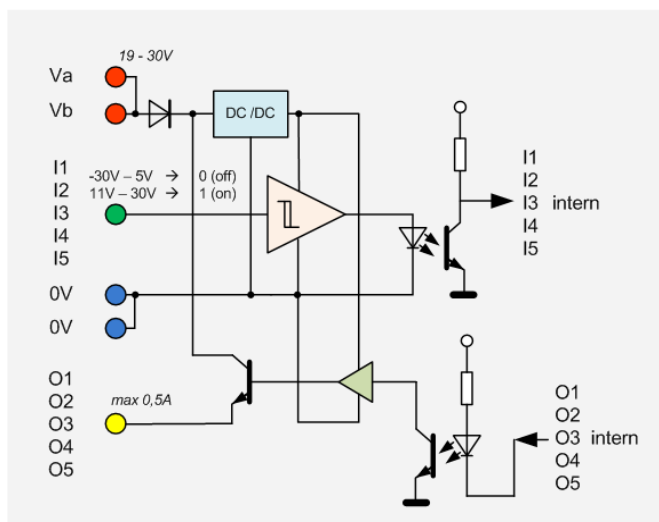 19 - 30V
Va
Vb
DC /DC
I1
I2
I3
I4
I5
-30V – 5V → 0 (off)
11V – 30V → 1 (on)
I1
I2
I3 intern
I4
I5
0V
0V
O1
O2
O3
O4
O5
max 0,5A
O1
O2
O3 intern
O4
O5